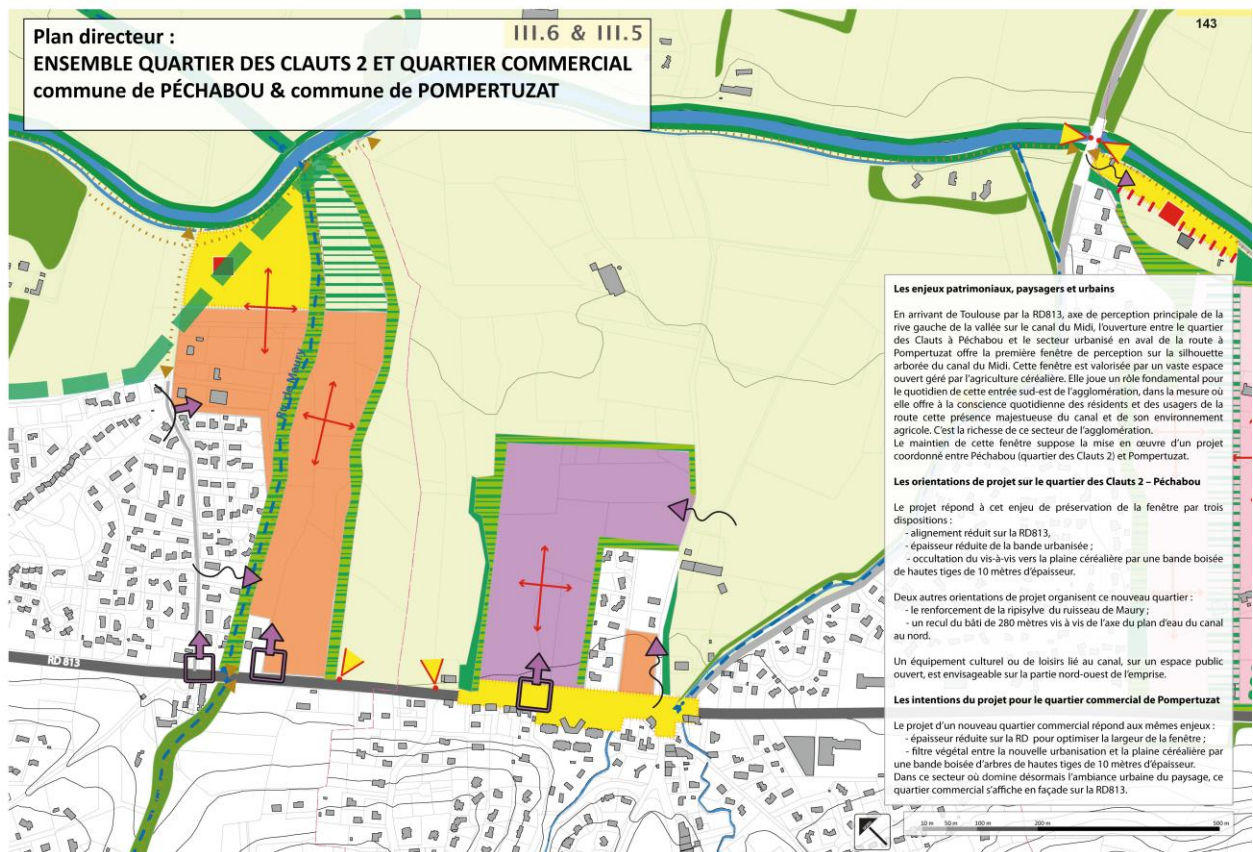 Plan directeur :
III.6 & III.5
ENSEMBLE QUARTIER DES CLAUTS 2 ET QUARTIER COMMERCIAL
commune de PÉCHABOU & commune de POMPERTUZAT
143
Rau de Maury
RD 813
Les enjeux patrimoniaux, paysagers et urbains
En arrivant de Toulouse par la RD813, axe de perception principale de la
rive gauche de la vallée sur le canal du Midi, l'ouverture entre le quartier
des Clauts à Péchabou et le secteur urbanisé en aval de la route à
Pompertuzat offre la première fenêtre de perception sur la silhouette
arborée du canal du Midi. Cette fenêtre est valorisée par un vaste espace
ouvert géré par l'agriculture céréalière. Elle joue un rôle fondamental pour
le quotidien de cette entrée sud-est de l'agglomération, dans la mesure où
elle offre à la conscience quotidienne des résidents et des usagers de la
route cette présence majestueuse du canal et de son environnement
agricole. C'est la richesse de ce secteur de l'agglomération.
Le maintien de cette fenêtre suppose la mise en œuvre d'un projet
coordonné entre Péchabou (quartier des Clauts 2) et Pompertuzat.
Les orientations de projet sur le quartier des Clauts 2 – Péchabou
Le projet répond à cet enjeu de préservation de la fenêtre par trois
dispositions :
- alignement réduit sur la RD813,
- épaisseur réduite de la bande urbanisée ;
- occultation du vis-à-vis vers la plaine céréalière par une bande boisée
de hautes tiges de 10 mètres d'épaisseur.
Deux autres orientations de projet organisent ce nouveau quartier :
- le renforcement de la ripisylve du ruisseau de Maury ;
- un recul du bâti de 280 mètres vis à vis de l'axe du plan d'eau du canal
au nord.
Un équipement culturel ou de loisirs lié au canal, sur un espace public
ouvert, est envisageable sur la partie nord-ouest de l'emprise.
Les intentions du projet pour le quartier commercial de Pompertuzat
Le projet d'un nouveau quartier commercial répond aux mêmes enjeux :
- épaisseur réduite sur la RD pour optimiser la largeur de la fenêtre ;
- filtre végétal entre la nouvelle urbanisation et la plaine céréalière par
une bande boisée d'arbres de hautes tiges de 10 mètres d'épaisseur.
Dans ce secteur où domine désormais l'ambiance urbaine du paysage, ce
quartier commercial s'affiche en façade sur la RD813.
10 m 50 m 100 m 200 m 500 m